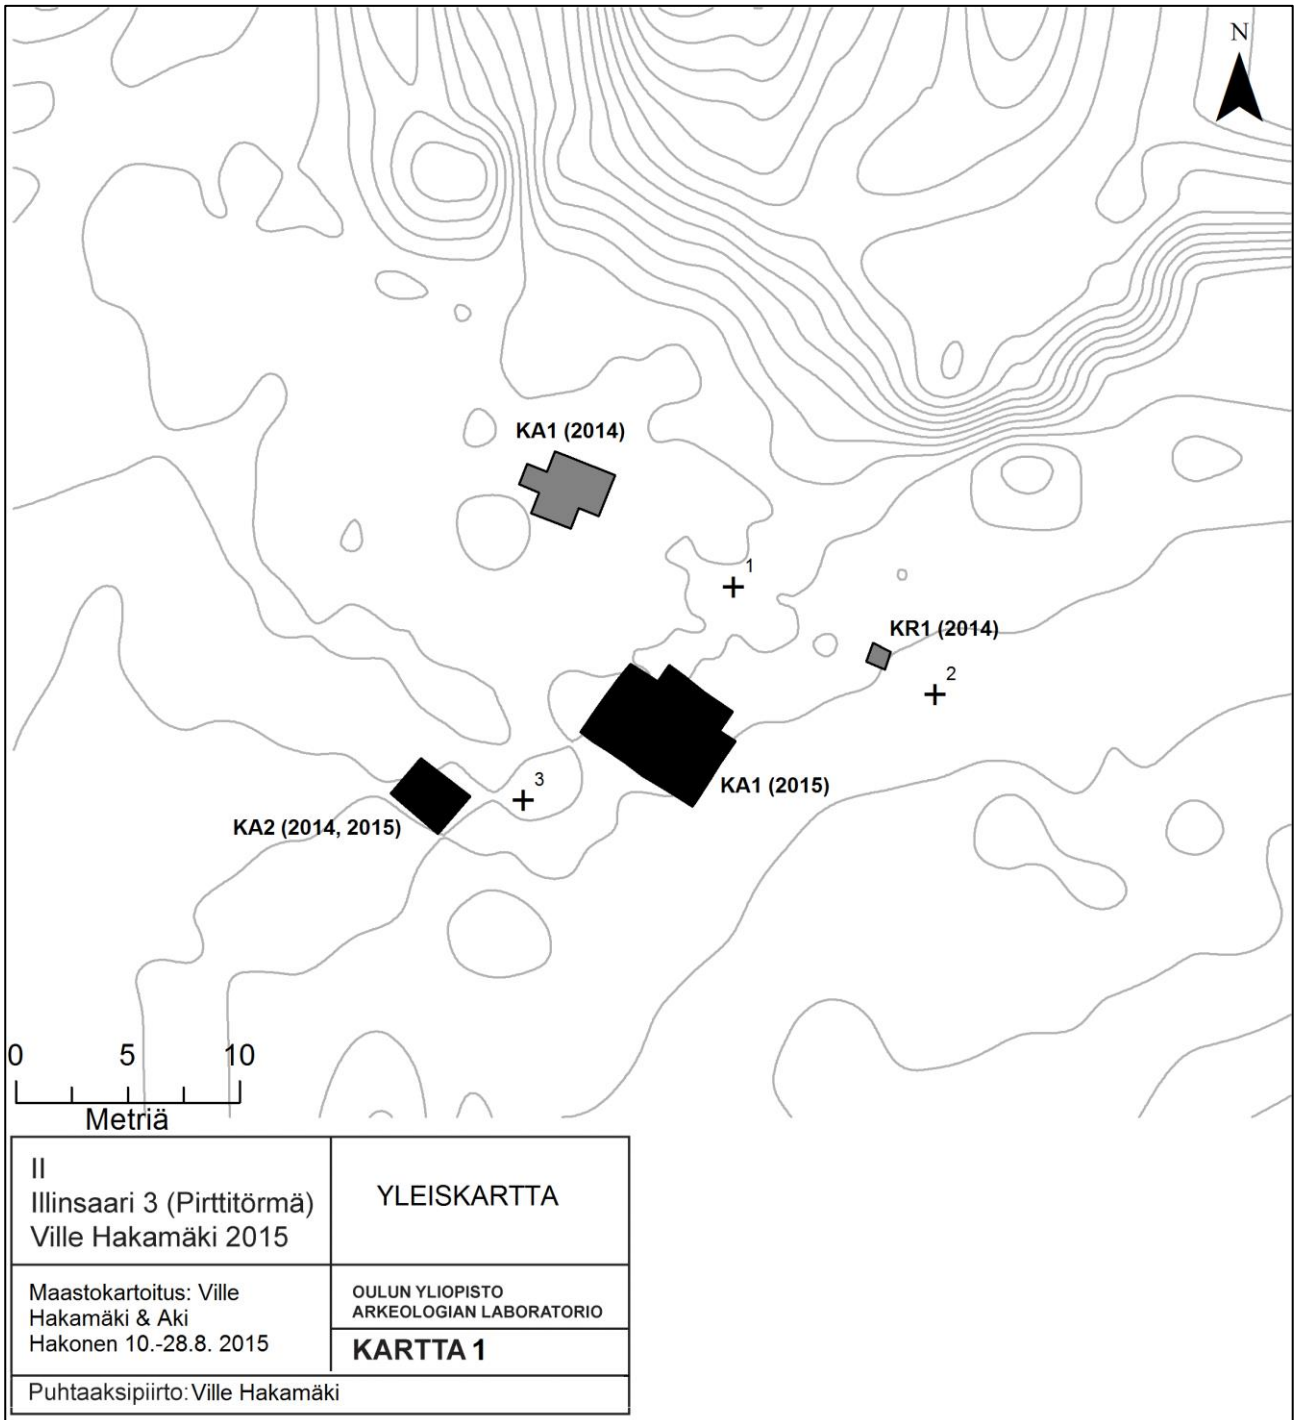 N
KA1 (2014)
1
KR1 (2014)
2
KA1 (2015)
3
KA2 (2014, 2015)
0 5 10
Metriä
II
Illinsaari 3 (Pirttitörmä)
Ville Hakamäki 2015
YLEISKARTTA
Maastokartoitus: Ville
Hakamäki & Aki
Hakonen 10.-28.8. 2015
OULUN YLIOPISTO
ARKEOLOGIAN LABORATORIO
KARTTA 1
Puhtaaksipiirto: Ville Hakamäki